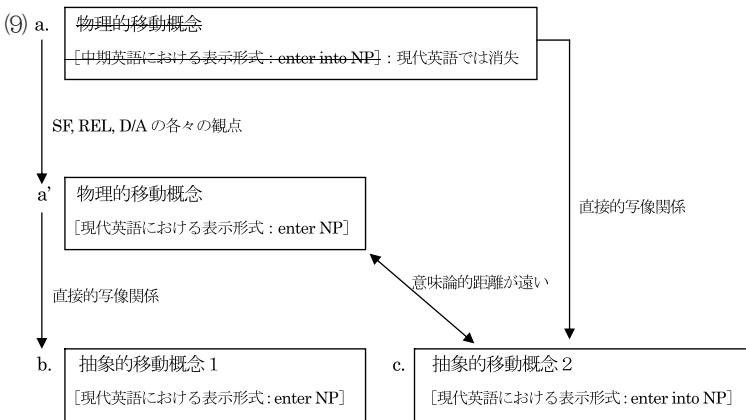 (9) a. 物理的移動概念
［中期英語における表示形式：enter into NP］：現代英語では消失
SF, REL, D/A の各々の観点
a’ 物理的移動概念
［現代英語における表示形式：enter NP］
直接的写像関係
直接的写像関係
意味論的距離が遠い
b. 抽象的移動概念１
［現代英語における表示形式：enter NP］
c. 抽象的移動概念２
［現代英語における表示形式：enter into NP］